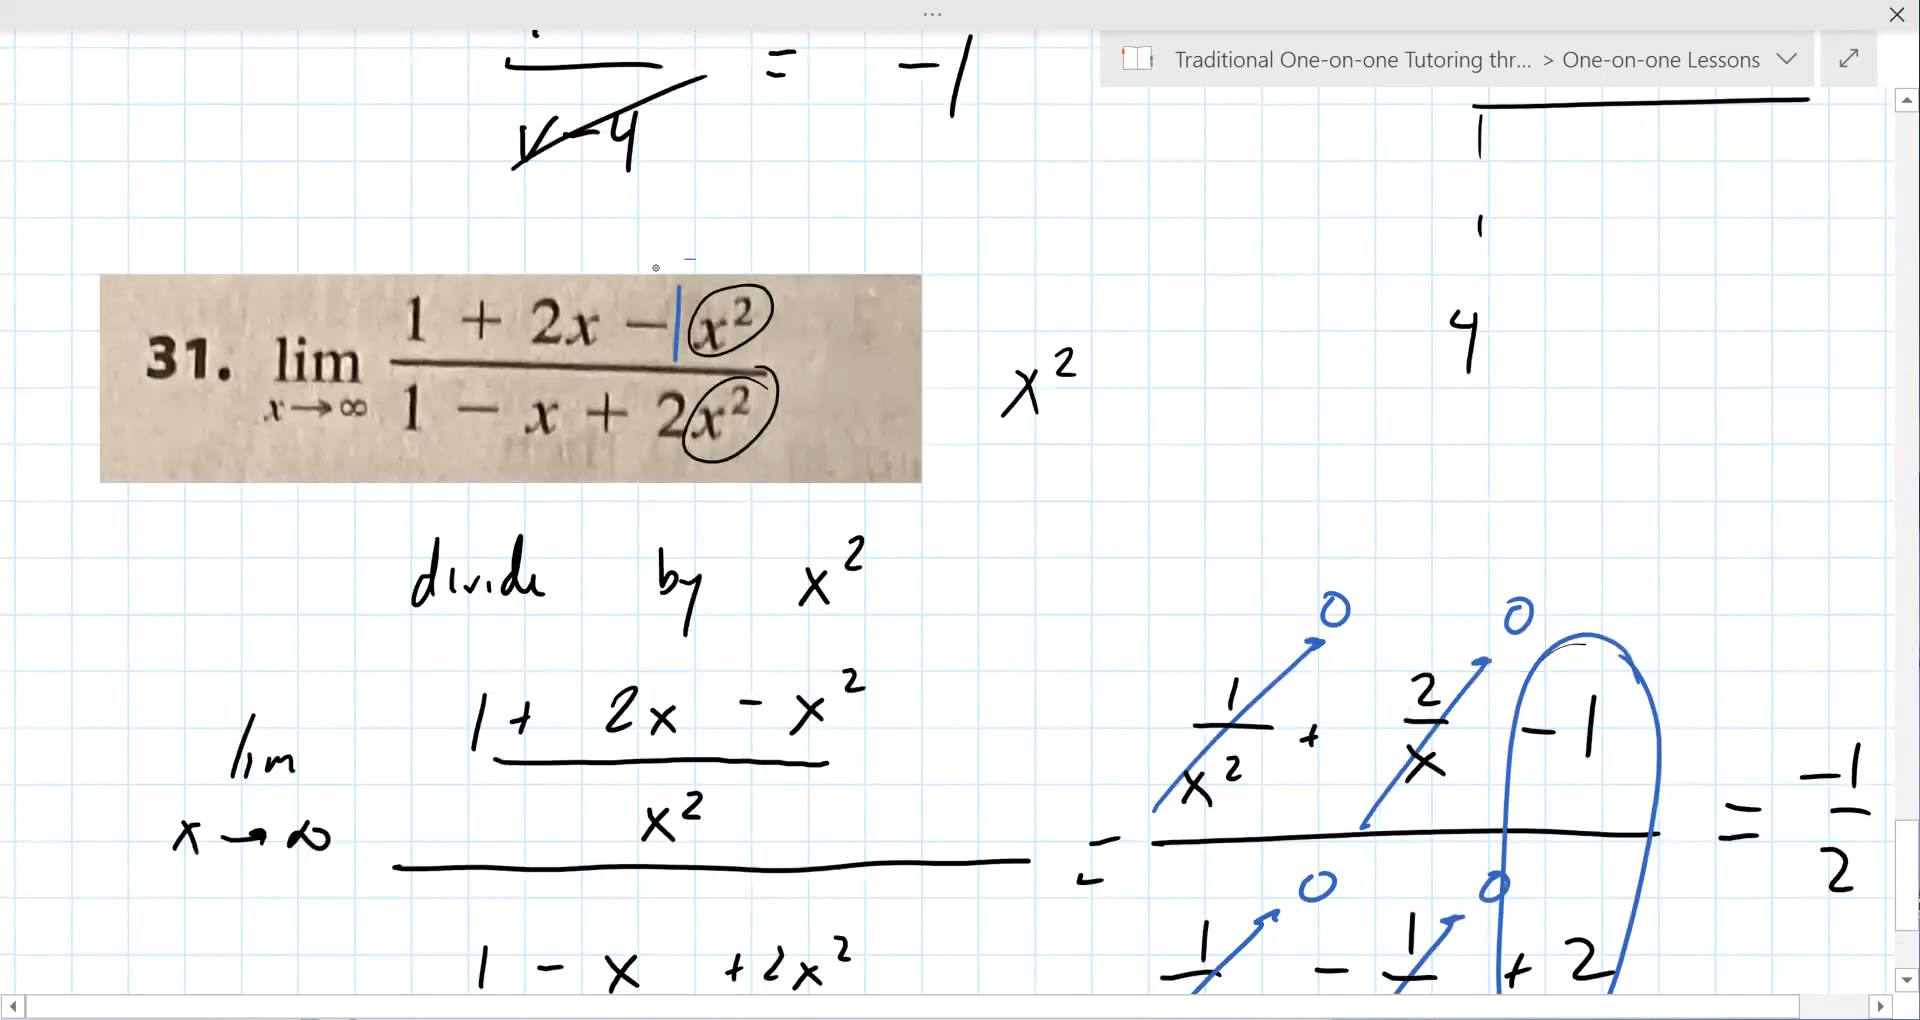 ...
Traditional One-on-one Tutoring thr... > One-on-one Lessons
-4 = -1
4
31. lim x→∞ (1 + 2x - | x²) / (1 - x + 2x²)
x²
divide by x²
lim x→∞
1 + 2x - x²
x²
1 - x + 2x²
=
0 0
1/x² + 2/x - 1
0 0
1 - 1 + 2
= -1/2